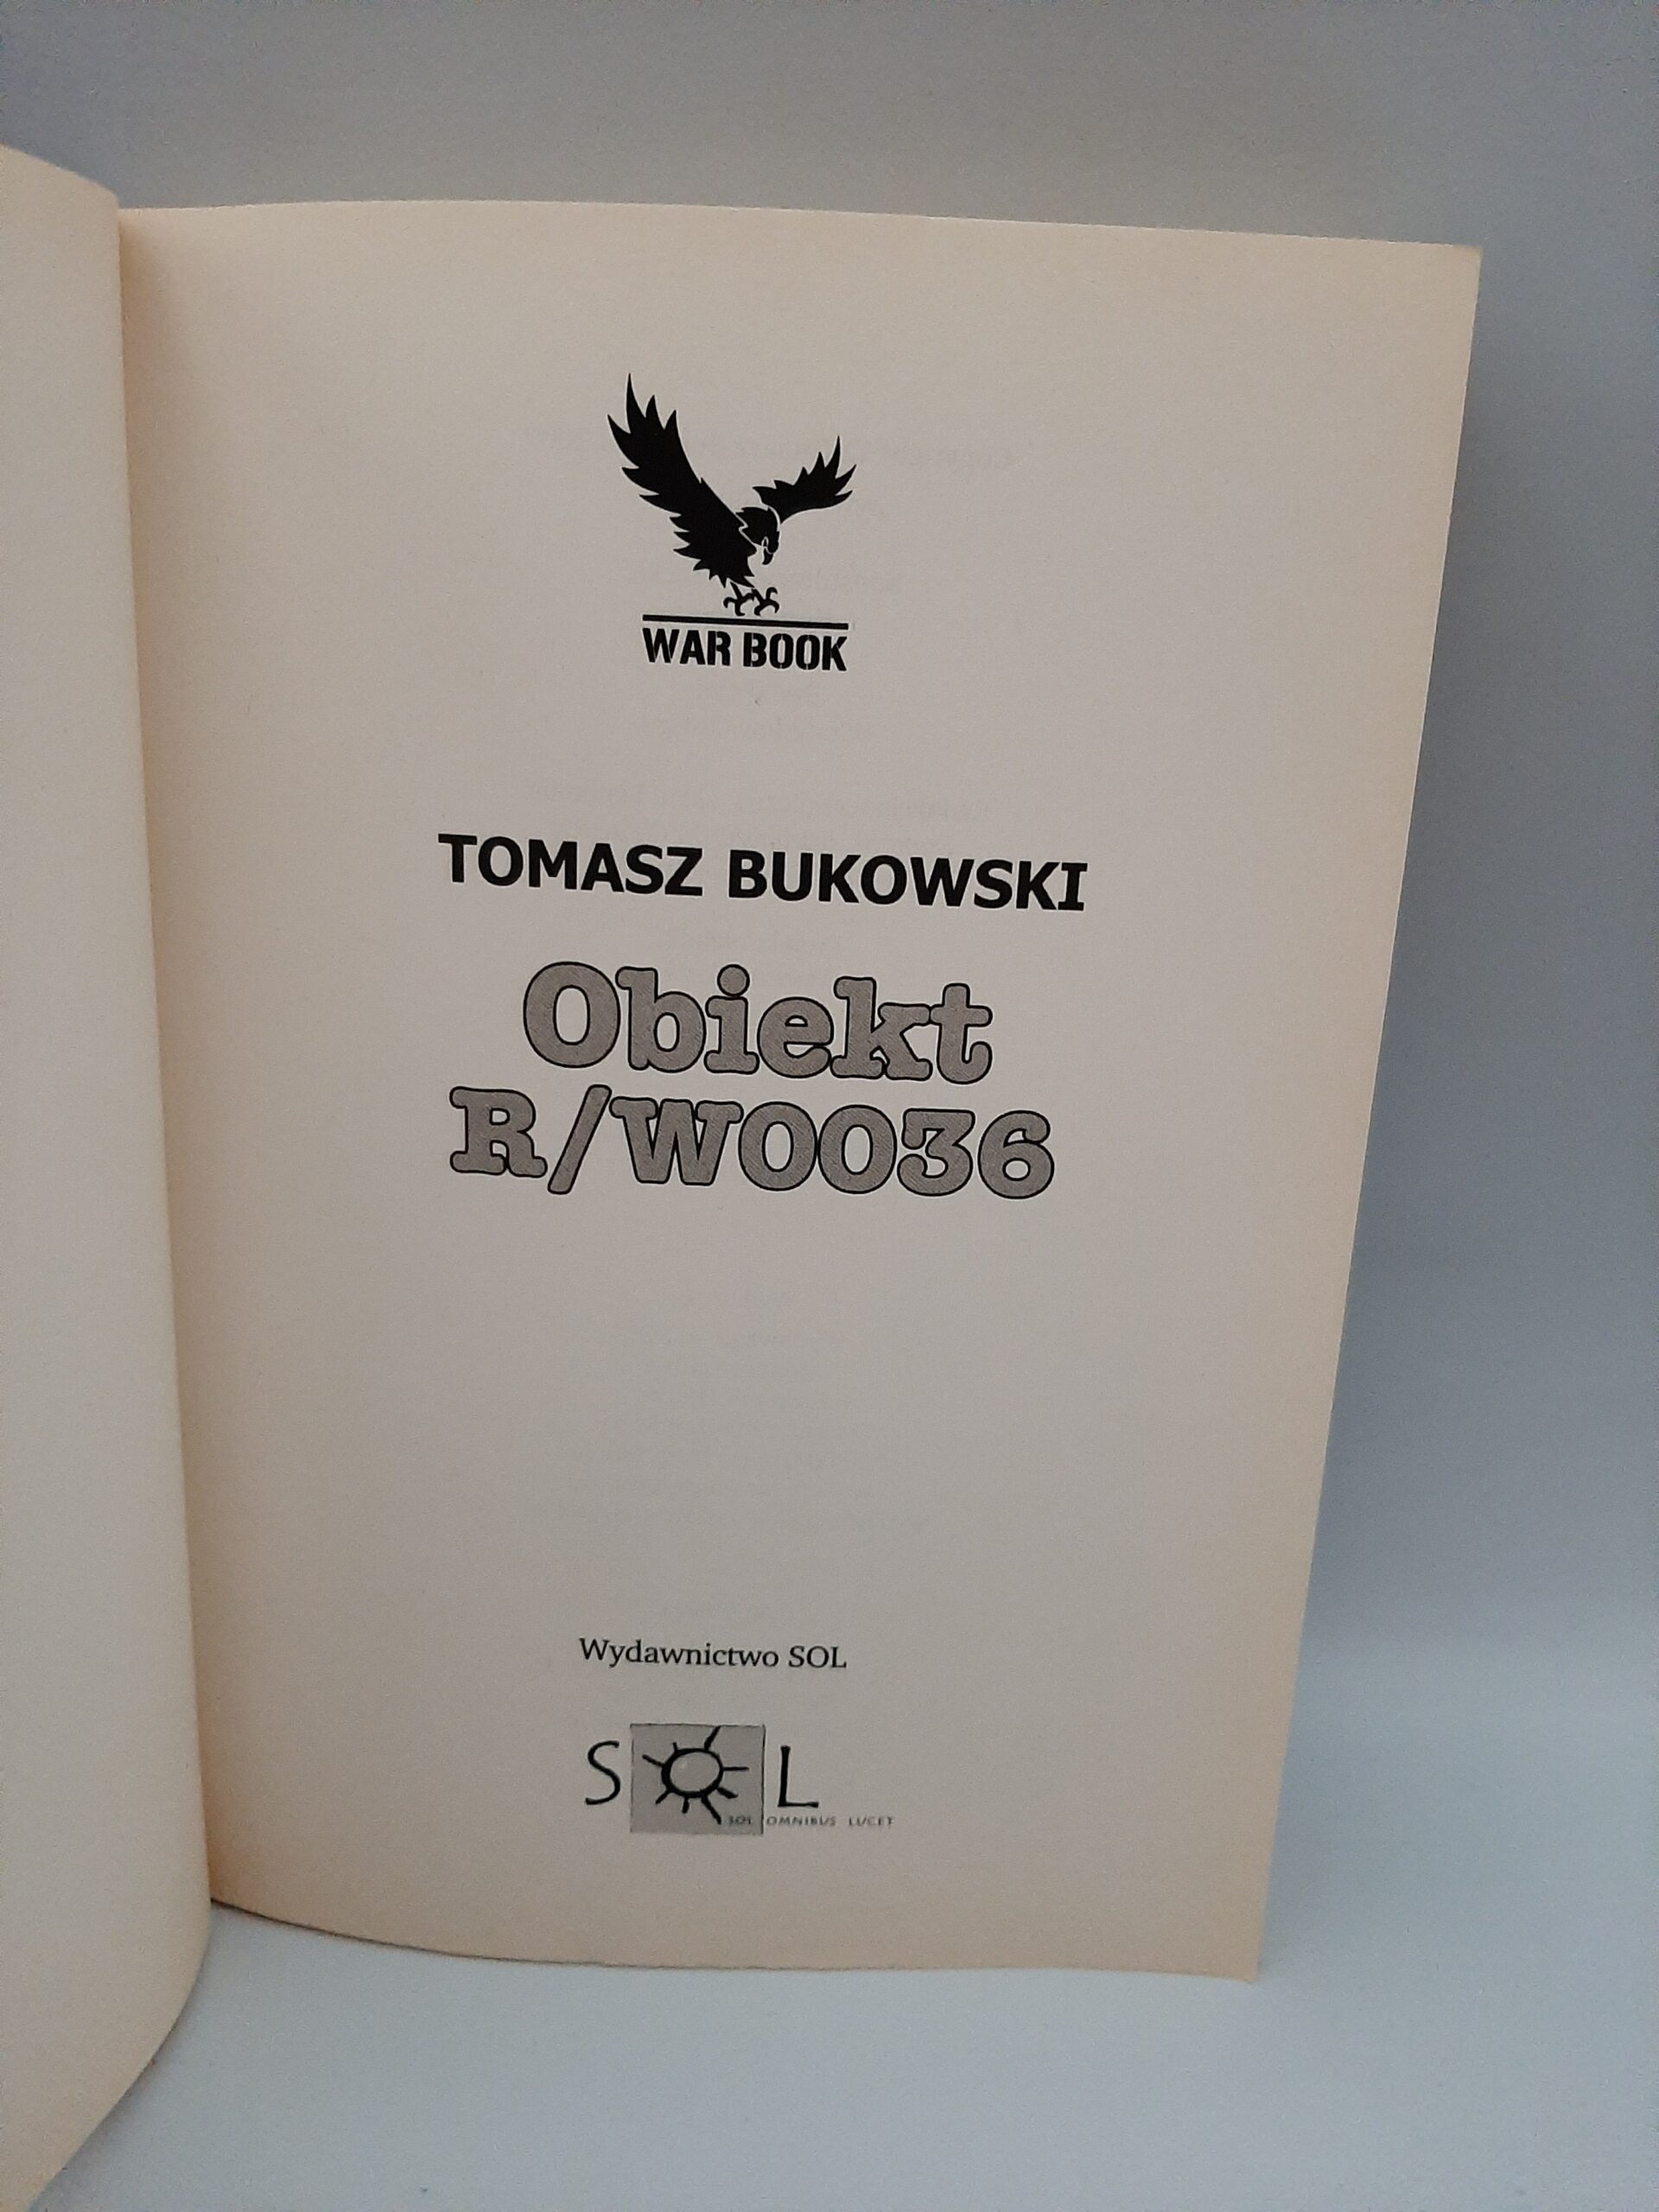 WAR BOOK
TOMASZ BUKOWSKI
Obiekt
R/W0036
Wydawnictwo SOL
SOL
SOL OMNIBUS LUCET